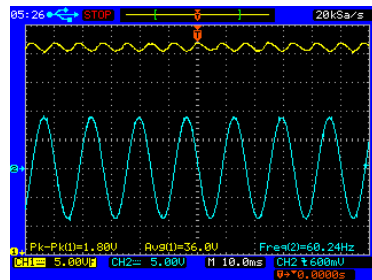 05:26 STOP 20kSa/s
T
2
1
Pk-Pk(1)=1.80V Avg(1)=36.0V Freq(2)=60.24Hz
CH1 5.00V CH2 5.00V M 10.0ms CH2 600mV
0.0000s